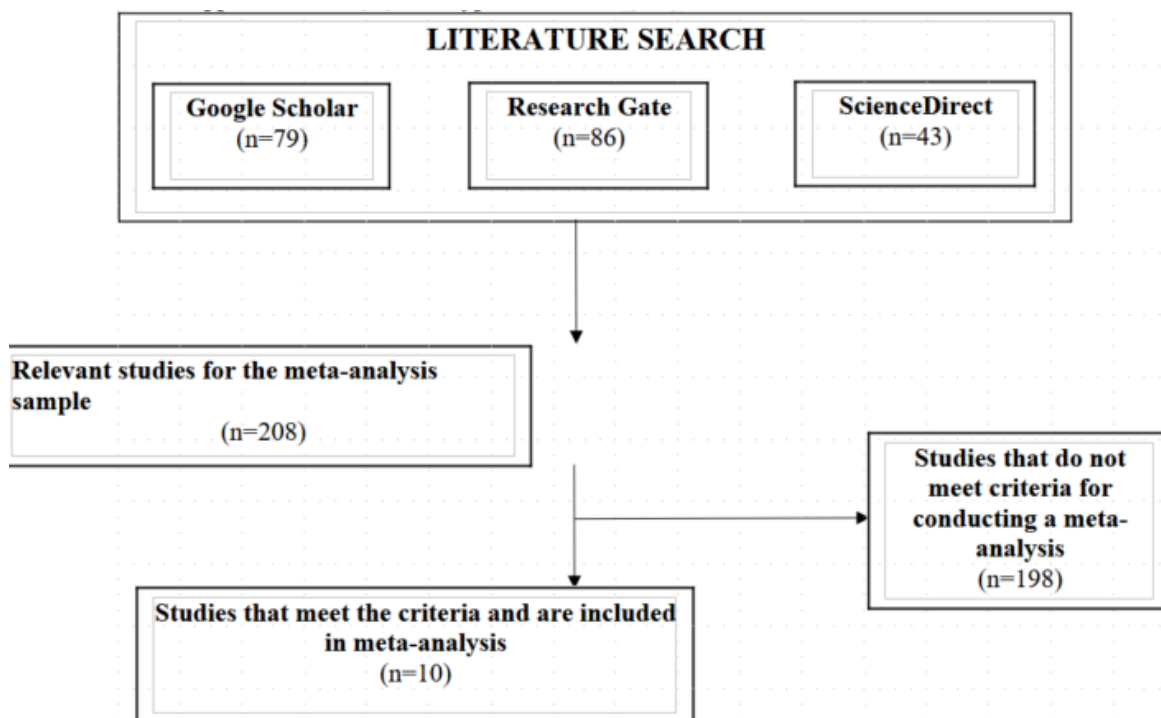 LITERATURE SEARCH
Google Scholar
(n=79)
Research Gate
(n=86)
ScienceDirect
(n=43)
Relevant studies for the meta-analysis
sample
(n=208)
Studies that do not
meet criteria for
conducting a meta-
analysis
(n=198)
Studies that meet the criteria and are included
in meta-analysis
(n=10)